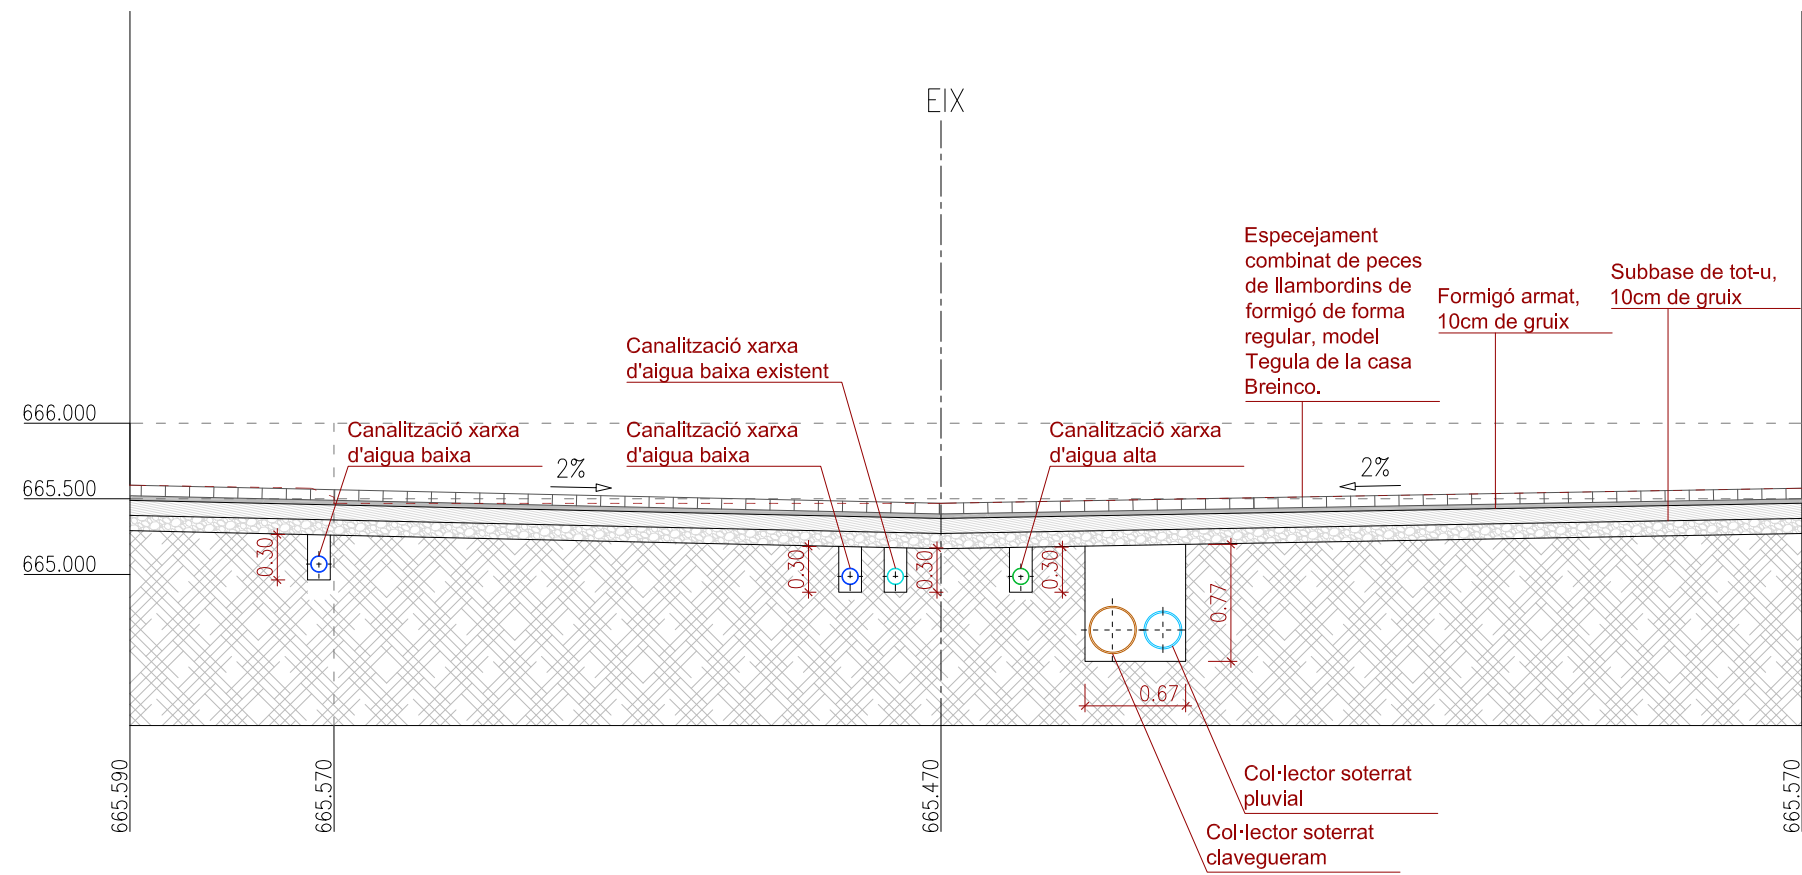 EIX
Especejament
combinat de peces
de llambordins de
formigó de forma
regular, model
Tegula de la casa
Breinco.
Formigó armat,
10cm de gruix
Subbase de tot-u,
10cm de gruix
Canalització xarxa
d'aigua baixa existent
Canalització xarxa
d'aigua baixa
Canalització xarxa
d'aigua baixa
Canalització xarxa
d'aigua alta
666.000
665.500
665.000
2%
2%
0.30
0.30
0.30
0.30
0.77
0.67
665.590
665.570
665.470
665.570
Col·lector soterrat
pluvial
Col·lector soterrat
clavegueram